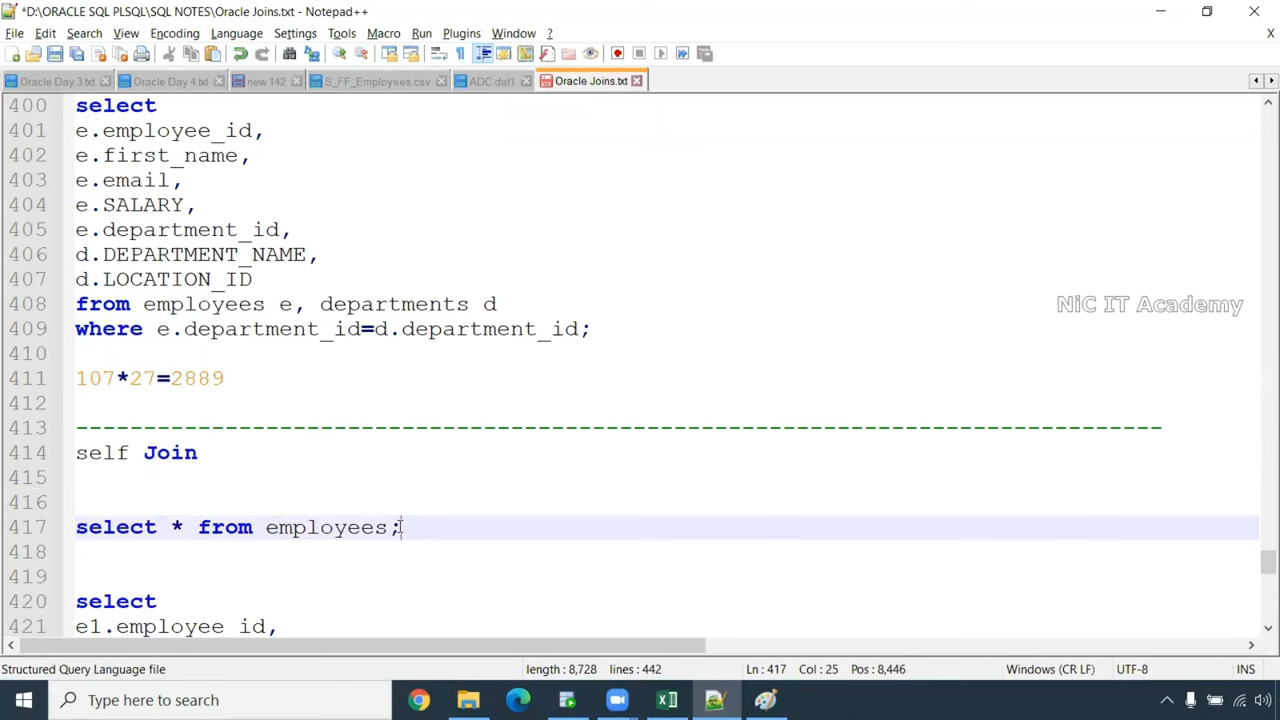 *D:\ORACLE SQL PLSQL\SQL NOTES\Oracle Joins.txt - Notepad++
File Edit Search View Encoding Language Settings Tools Macro Run Plugins Window ?
X
Oracle Day 3.txt Oracle Day 4.txt new 142 S_FF_Employees.csv ADC.dat1 Oracle Joins.txt
400 select
401 e.employee_id,
402 e.first_name,
403 e.email,
404 e.SALARY,
405 e.department_id,
406 d.DEPARTMENT_NAME,
407 d.LOCATION_ID
408 from employees e, departments d
NiC IT Academy
409 where e.department_id=d.department_id;
410
411 107*27=2889
412
413 --------------------------------------------------------------------------------
414 self Join
415
416
417 select * from employees;
418
419
420 select
421 e1.employee_id,
Structured Query Language file length : 8,728 lines : 442 Ln : 417 Col : 25 Pos : 8,446 Windows (CR LF) UTF-8 INS
Type here to search